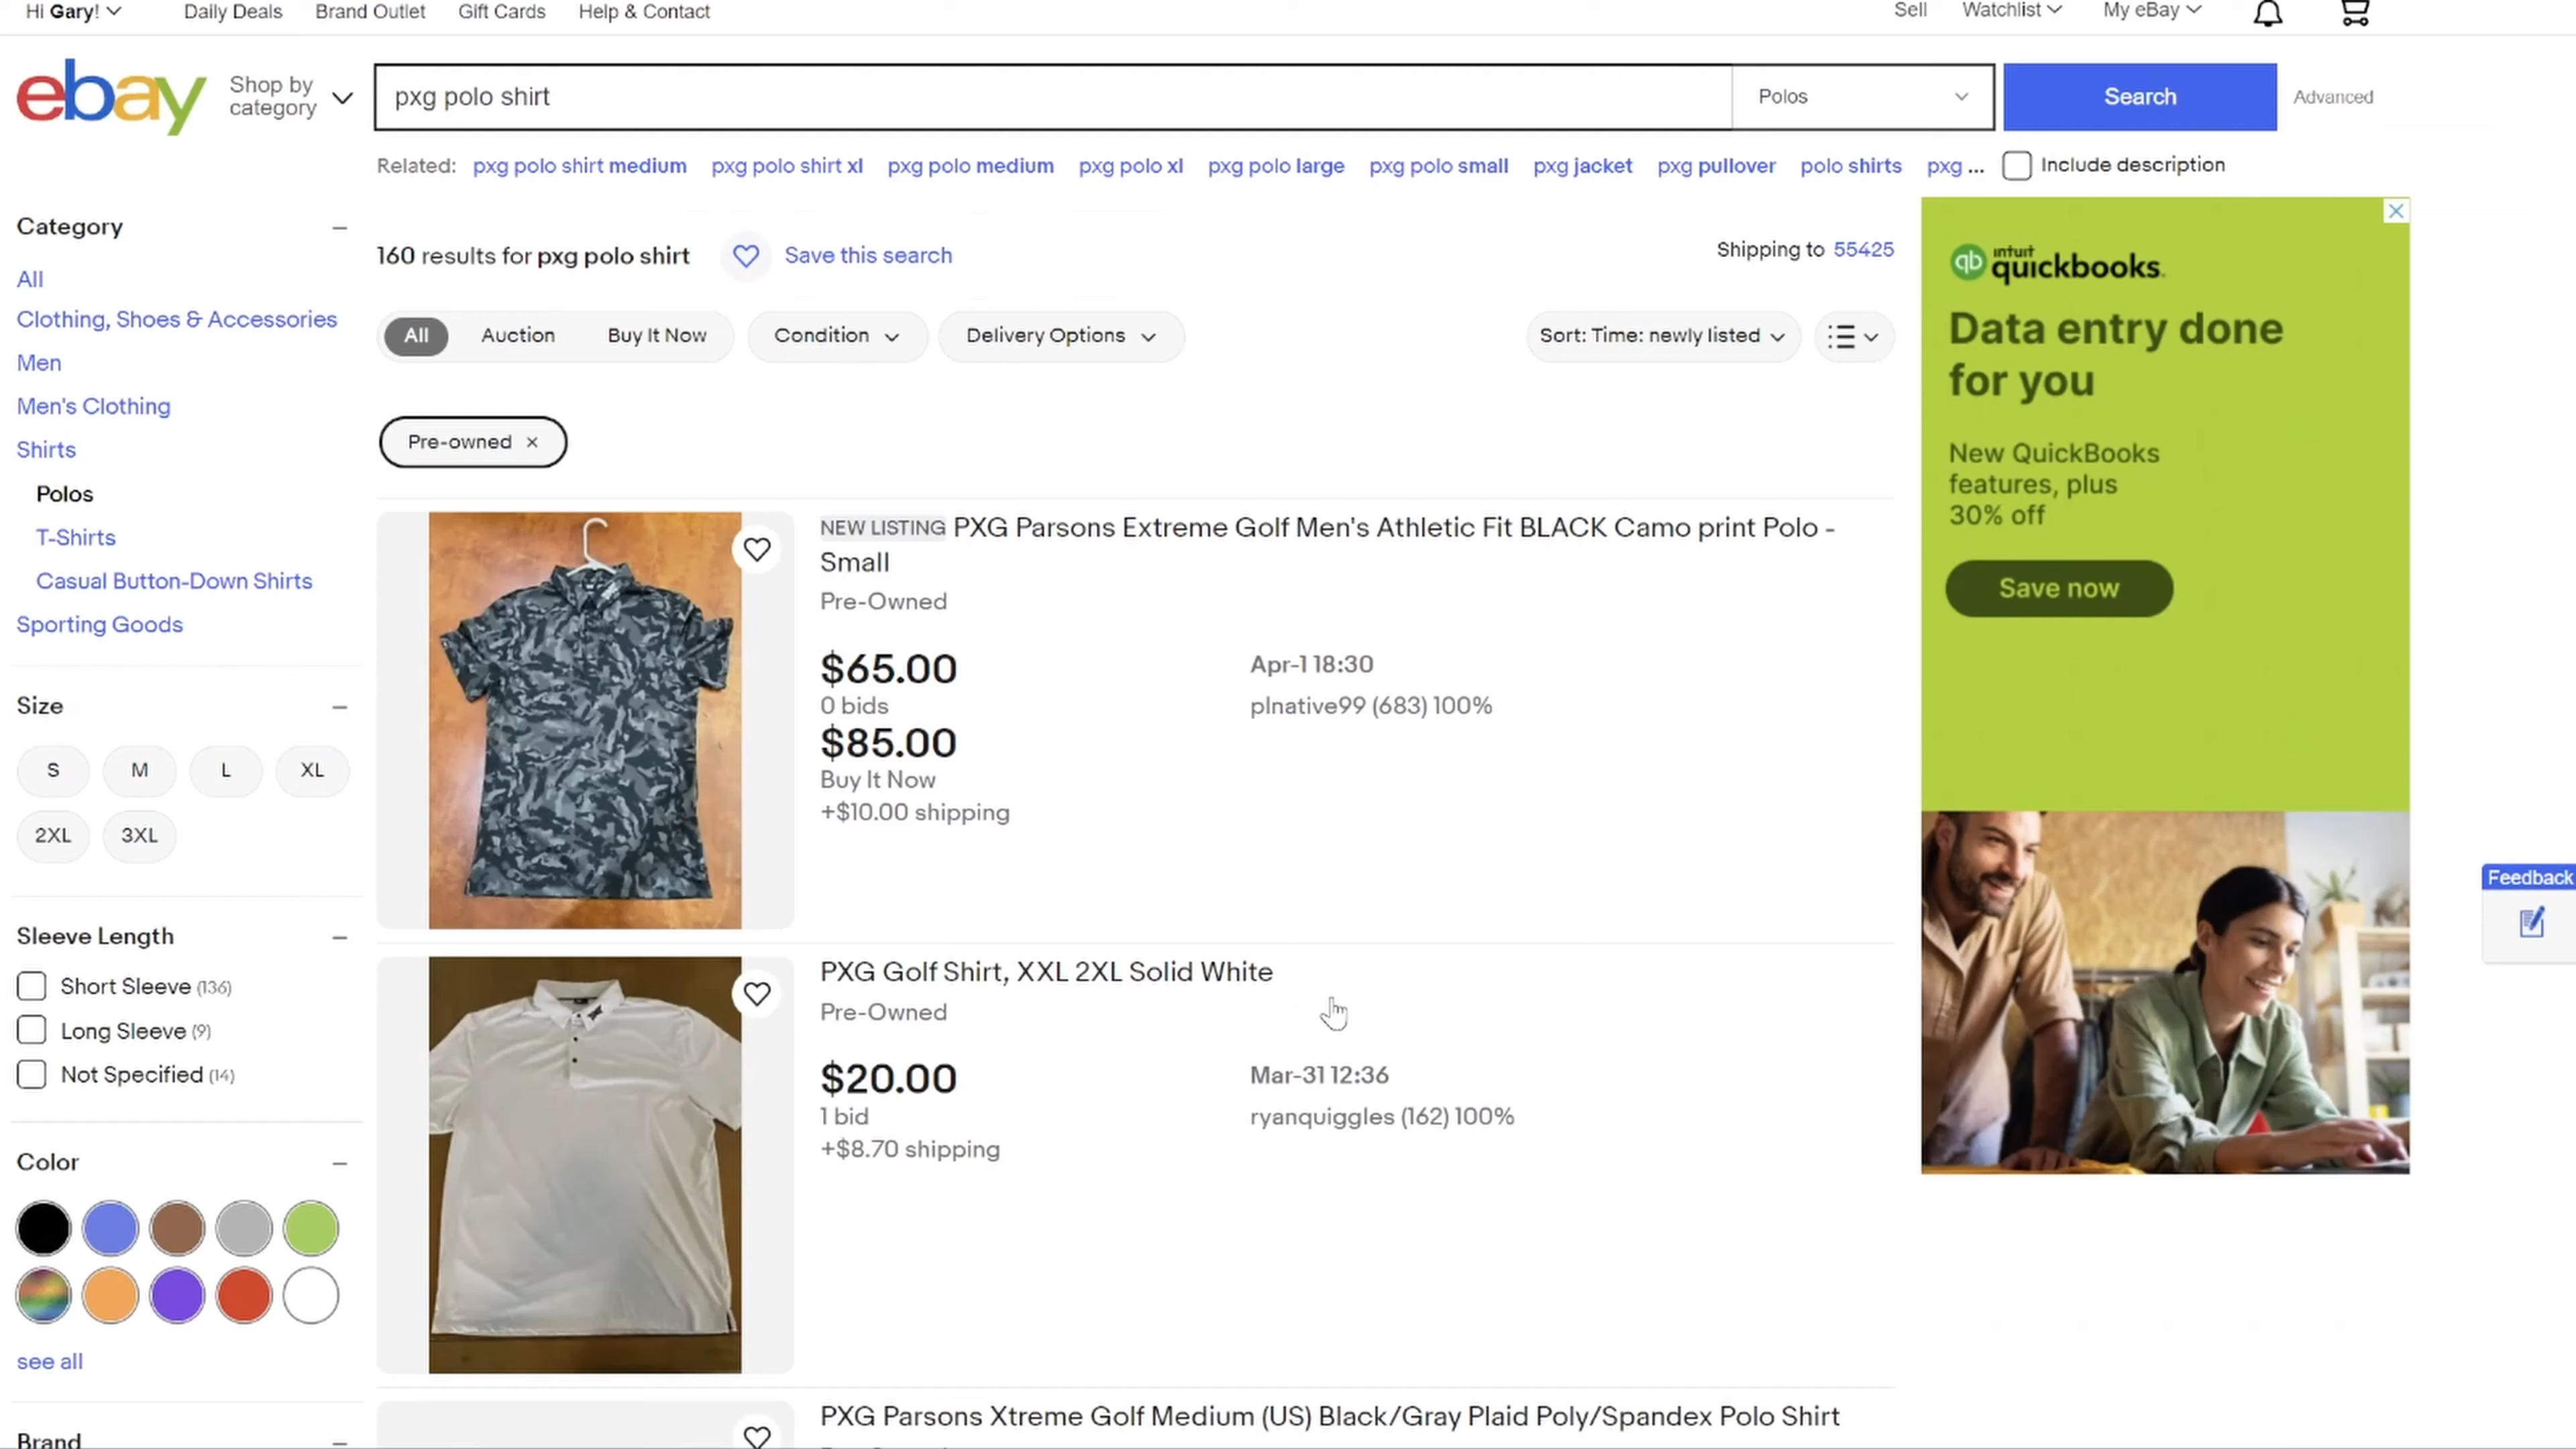 Hi Gary!
Daily Deals
Brand Outlet
Gift Cards
Help & Contact
Sell
Watchlist
My eBay
ebay
Shop by
category
pxg polo shirt
Polos
Search
Advanced
Related: pxg polo shirt medium pxg polo shirt xl pxg polo medium pxg polo xl pxg polo large pxg polo small pxg jacket pxg pullover polo shirts pxg ...
Include description
Category
All
Clothing, Shoes & Accessories
Men
Men's Clothing
Shirts
Polos
T-Shirts
Casual Button-Down Shirts
Sporting Goods
Size
S M L XL
2XL 3XL
Sleeve Length
Short Sleeve (136)
Long Sleeve (9)
Not Specified (14)
Color
see all
Brand
160 results for pxg polo shirt
Save this search
Shipping to 55425
All
Auction
Buy It Now
Condition
Delivery Options
Sort: Time: newly listed
Pre-owned ×
NEW LISTING PXG Parsons Extreme Golf Men's Athletic Fit BLACK Camo print Polo -
Small
Pre-Owned
$65.00
0 bids
$85.00
Buy It Now
+$10.00 shipping
Apr-1 18:30
plnative99 (683) 100%
PXG Golf Shirt, XXL 2XL Solid White
Pre-Owned
$20.00
1 bid
+$8.70 shipping
Mar-31 12:36
ryanquiggles (162) 100%
PXG Parsons Xtreme Golf Medium (US) Black/Gray Plaid Poly/Spandex Polo Shirt
qb
intuit
quickbooks.
Data entry done
for you
New QuickBooks
features, plus
30% off
Save now
Feedback